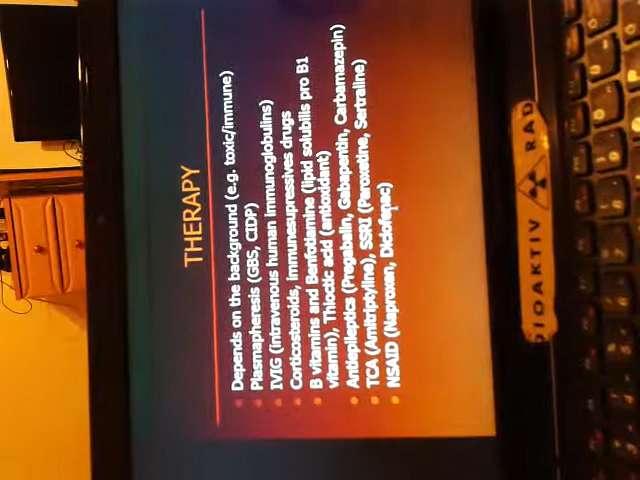 THERAPY
Depends on the background (e.g. toxic/immune)
Plasmapheresis (GBS, CIDP)
IVIG (intravenous human immunoglobulins)
Corticosteroids, immunesupressives drugs
B vitamins and Benfotiamine (lipid solubilis pro B1
vitamin), Thioctic acid (antioxidant)
Antiepileptics (Pregabalin, Gabapentin, Carbamazepin)
TCA (Amitriptyline), SSRI (Paroxetine, Sertraline)
NSAID (Naproxen, Diclofenac)
DIOAKTIV RAD